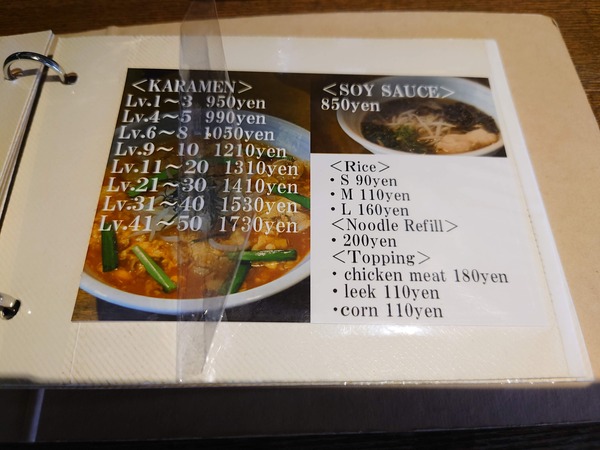 ＜KARAMEN＞
Lv.1～3 950yen
Lv.4～5 990yen
Lv.6～8 1050yen
Lv.9～10 1210yen
Lv.11～20 1310yen
Lv.21～30 1410yen
Lv.31～40 1530yen
Lv.41～50 1730yen
＜SOY SAUCE＞
850yen
＜Rice＞
・S 90yen
・M 110yen
・L 160yen
＜Noodle Refill＞
・200yen
＜Topping＞
・chicken meat 180yen
・leek 110yen
・corn 110yen